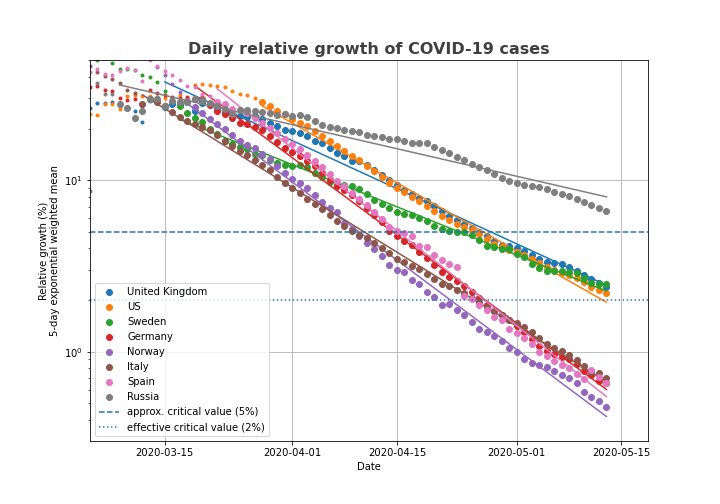 Daily relative growth of COVID-19 cases
Relative growth (%)
5-day exponential weighted mean
10¹
10⁰
United Kingdom
US
Sweden
Germany
Norway
Italy
Spain
Russia
approx. critical value (5%)
effective critical value (2%)
2020-03-15
2020-04-01
2020-04-15
2020-05-01
2020-05-15
Date